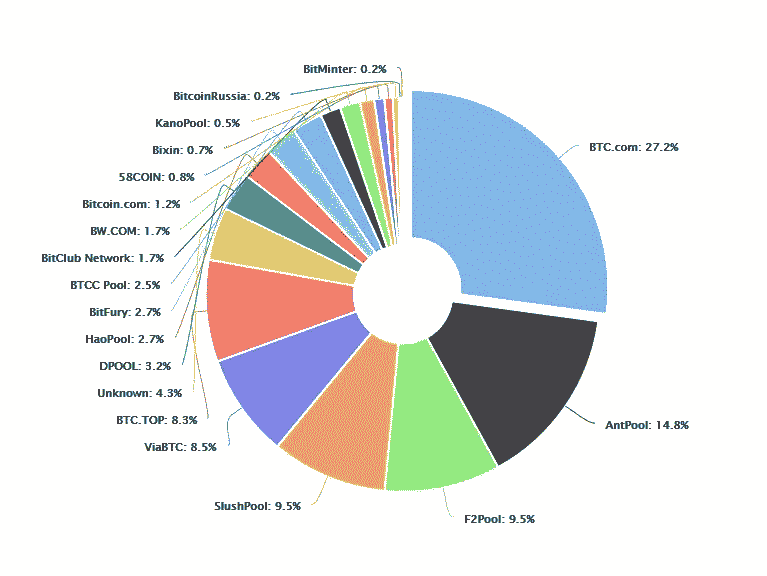 BitMinter: 0.2%
BitcoinRussia: 0.2%
KanoPool: 0.5%
Bixin: 0.7%
58COIN: 0.8%
Bitcoin.com: 1.2%
BW.COM: 1.7%
BitClub Network: 1.7%
BTCC Pool: 2.5%
BitFury: 2.7%
HaoPool: 2.7%
DPOOL: 3.2%
Unknown: 4.3%
BTC.TOP: 8.3%
ViaBTC: 8.5%
SlushPool: 9.5%
F2Pool: 9.5%
AntPool: 14.8%
BTC.com: 27.2%